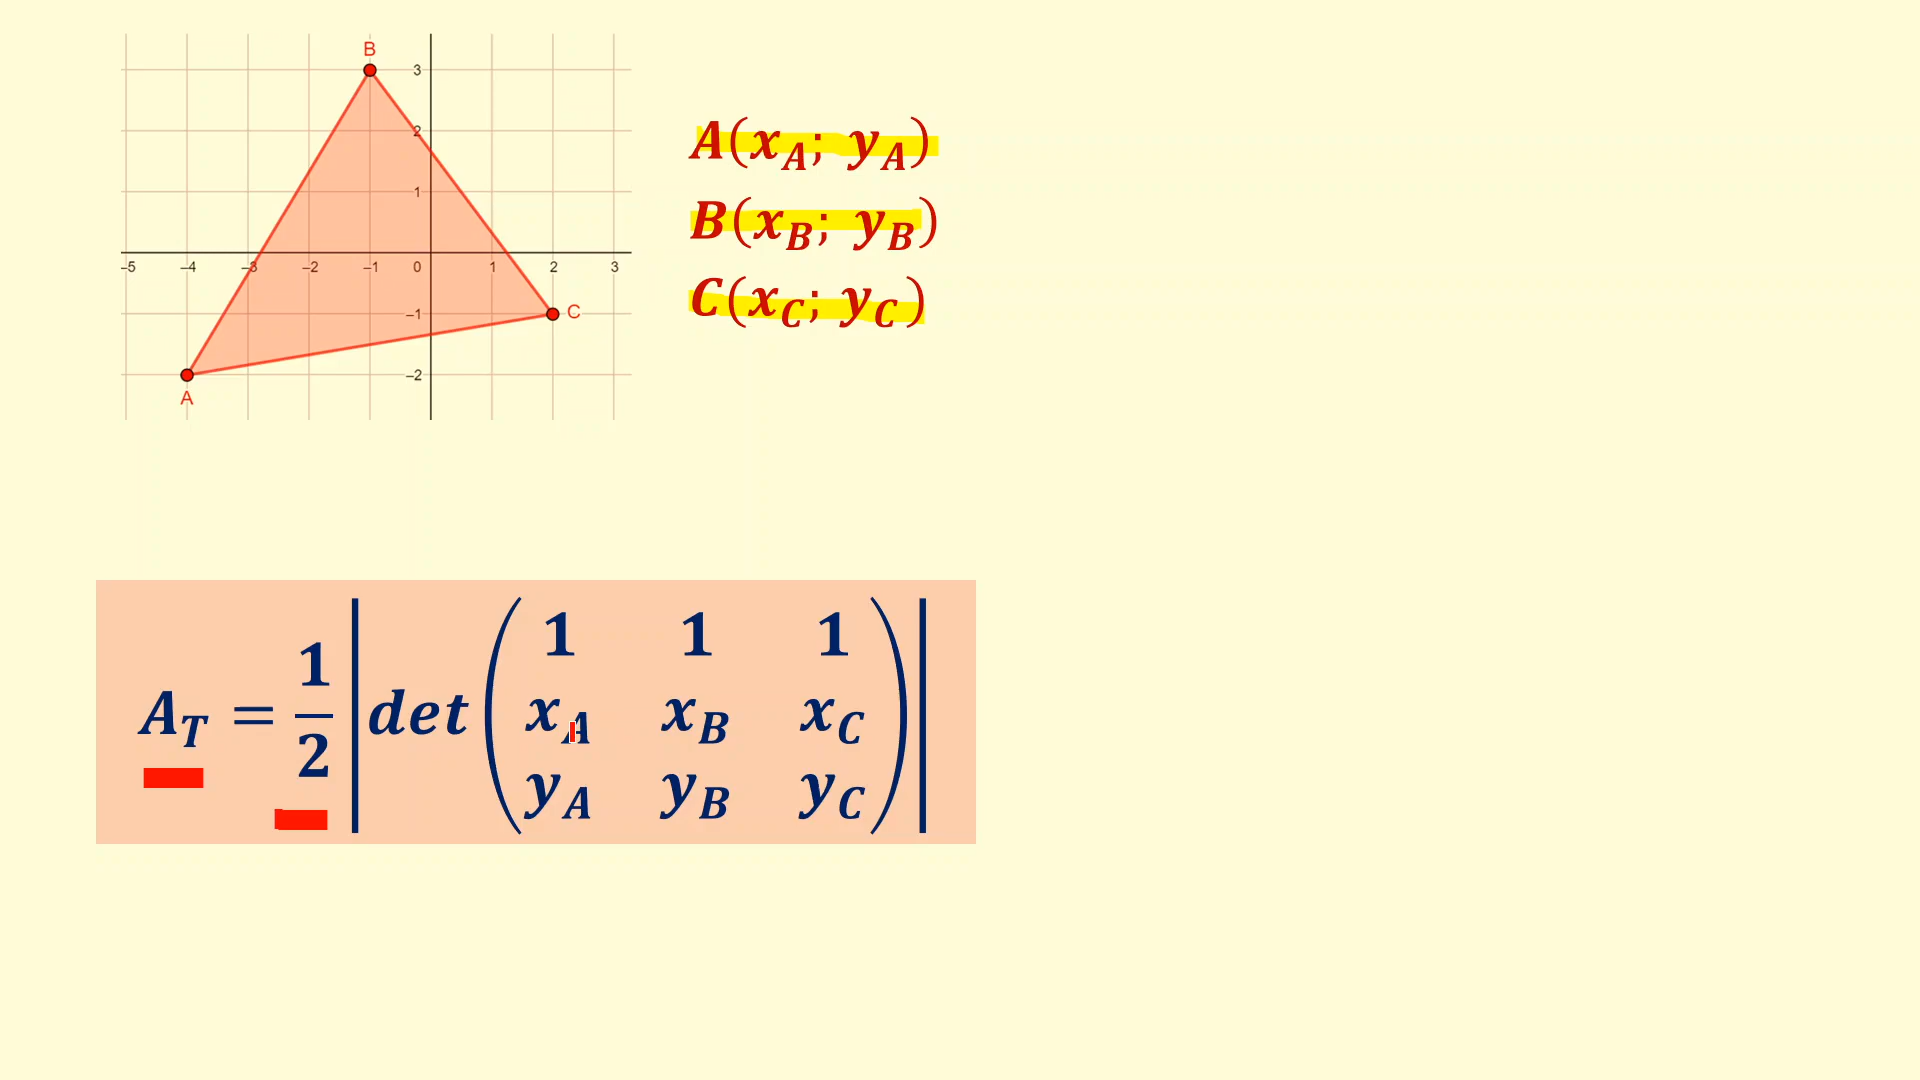 B
3
2
1
–5 –4 –3 –2 –1 0 1 2 3
–1 C
–2
A
A(x_A; y_A)
B(x_B; y_B)
C(x_C; y_C)
A_T = 1/2 |det( 1 1 1
x_A x_B x_C
y_A y_B y_C )|